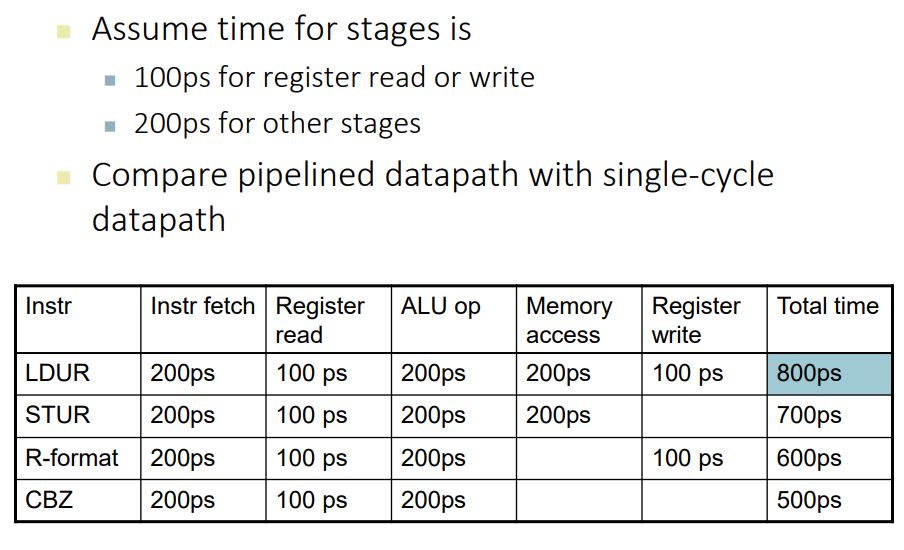 Assume time for stages is
100ps for register read or write
200ps for other stages
Compare pipelined datapath with single-cycle
datapath
Instr Instr fetch Register read ALU op Memory access Register write Total time
LDUR 200ps 100 ps 200ps 200ps 100 ps 800ps
STUR 200ps 100 ps 200ps 200ps 700ps
R-format 200ps 100 ps 200ps 100 ps 600ps
CBZ 200ps 100 ps 200ps 500ps